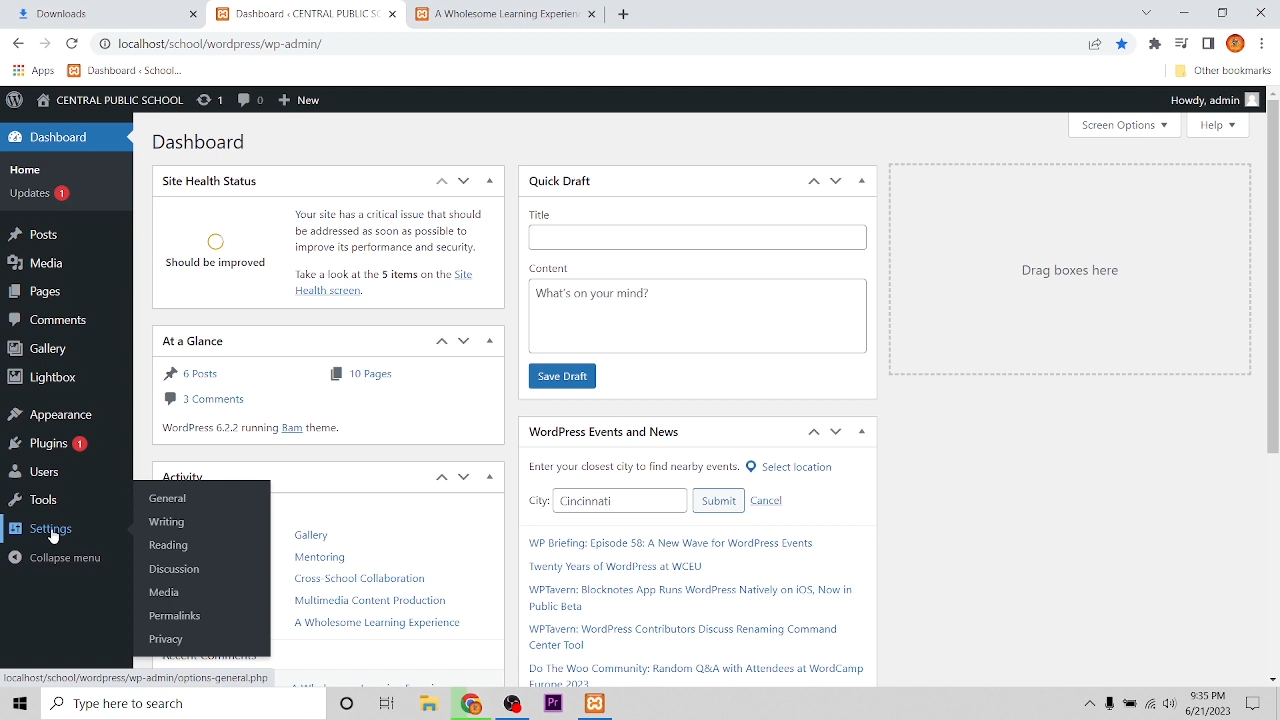 Downloads
Dashboard ‹ CENTRAL PUBLIC SC
A Wholesome Learning Experienc
localhost/school/wordpress/wp-admin/
Apps
Dashboard ‹ School...
Other bookmarks
CENTRAL PUBLIC SCHOOL
1
0
New
Howdy, admin
Dashboard
Home
Updates 1
Posts
Media
Pages
Comments
Gallery
Lightbox
Appearance
Plugins 1
Users
Tools
Settings
Collapse menu
General
Writing
Reading
Discussion
Media
Permalinks
Privacy
Dashboard
Screen Options
Help
Site Health Status
Should be improved
Your site has a critical issue that should
be addressed as soon as possible to
improve its performance and security.
Take a look at the 5 items on the Site
Health screen.
At a Glance
6 Posts
10 Pages
3 Comments
WordPress 6.2.2 running Bam theme.
Activity
Gallery
Mentoring
Cross-School Collaboration
Multimedia Content Production
A Wholesome Learning Experience
Recent Comments
Quick Draft
Title
Content
What's on your mind?
Save Draft
WordPress Events and News
Enter your closest city to find nearby events.
Select location
City:
Cincinnati
Submit
Cancel
WP Briefing: Episode 58: A New Wave for WordPress Events
Twenty Years of WordPress at WCEU
WPTavern: Blocknotes App Runs WordPress Natively on iOS, Now in
Public Beta
WPTavern: WordPress Contributors Discuss Renaming Command
Center Tool
Do The Woo Community: Random Q&A with Attendees at WordCamp
Europe 2023
Drag boxes here
localhost/school/wordpress/wp-admin/options-general.php
Type here to search
Pr
9:35 PM
6/21/2023